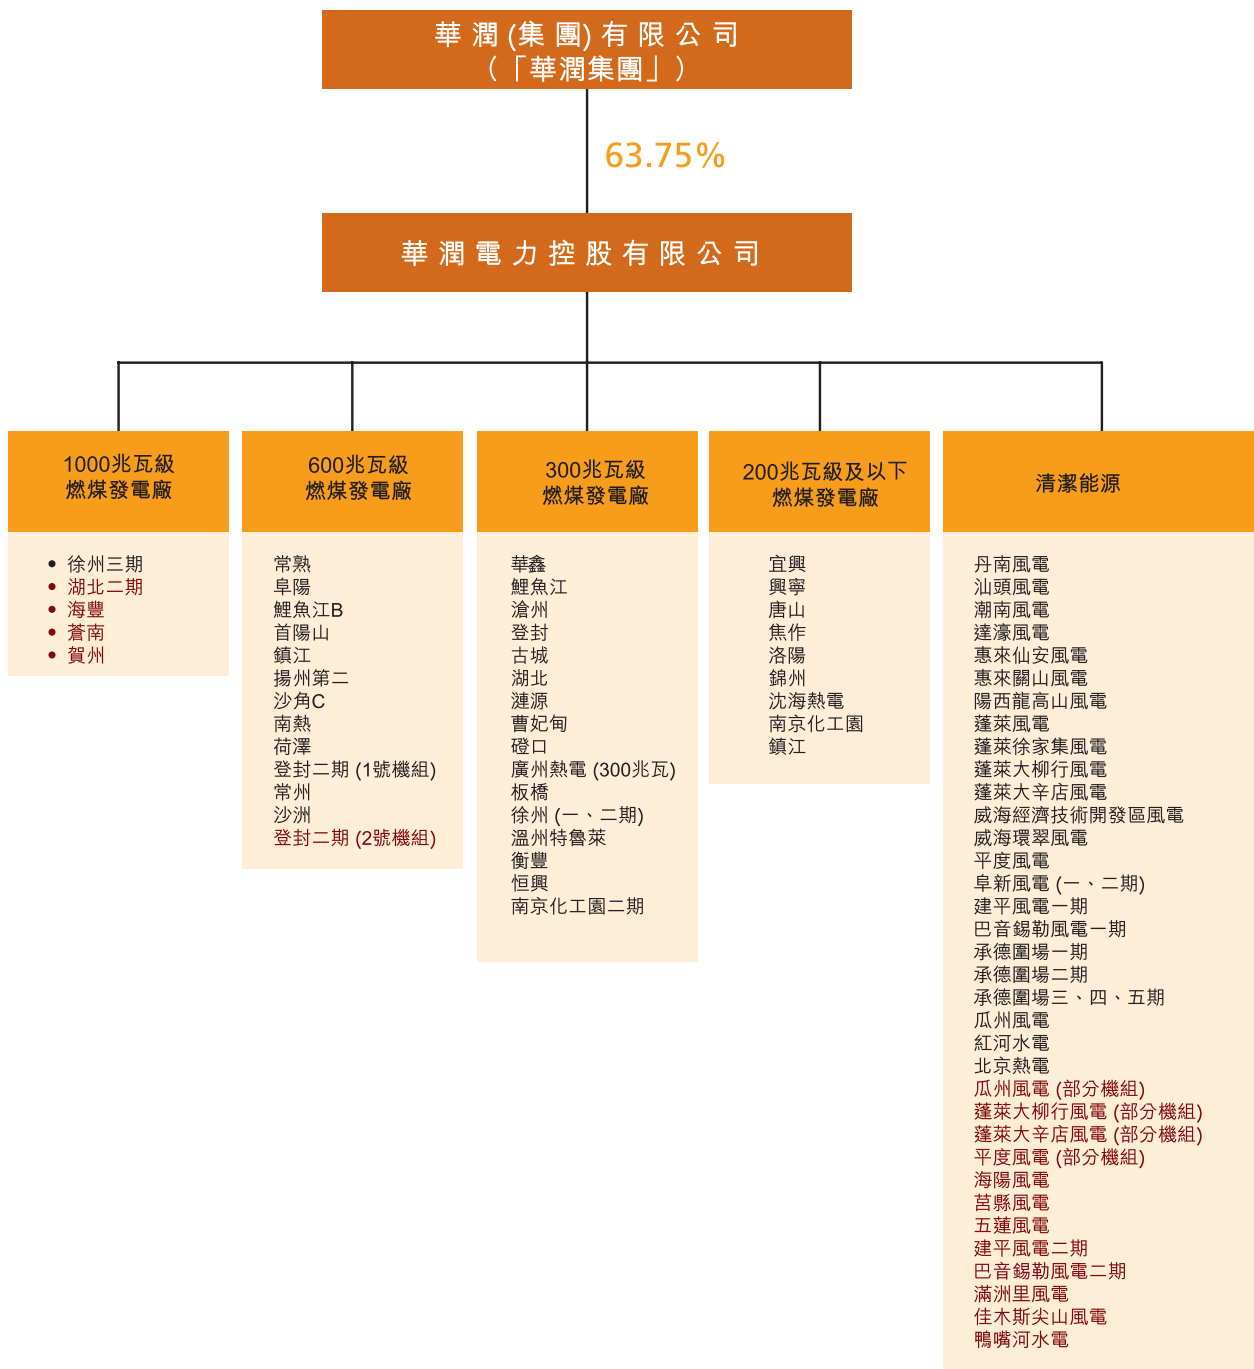 華潤(集團)有限公司
（「華潤集團」）
63.75%
華潤電力控股有限公司
1000兆瓦級
燃煤發電廠
• 徐州三期
• 湖北二期
• 海豐
• 蒼南
• 賀州
600兆瓦級
燃煤發電廠
常熟
阜陽
鯉魚江B
首陽山
鎮江
揚州第二
沙角C
南熱
荷澤
登封二期 (1號機組)
常州
沙洲
登封二期 (2號機組)
300兆瓦級
燃煤發電廠
華鑫
鯉魚江
滄州
登封
古城
湖北
漣源
曹妃甸
磴口
廣州熱電 (300兆瓦)
板橋
徐州 (一、二期)
溫州特魯萊
衡豐
恒興
南京化工園二期
200兆瓦級及以下
燃煤發電廠
宜興
興寧
唐山
焦作
洛陽
錦州
沈海熱電
南京化工園
鎮江
清潔能源
丹南風電
汕頭風電
潮南風電
達濠風電
惠來仙安風電
惠來關山風電
陽西龍高山風電
蓬萊風電
蓬萊徐家集風電
蓬萊大柳行風電
蓬萊大辛店風電
威海經濟技術開發區風電
威海環翠風電
平度風電
阜新風電 (一、二期)
建平風電一期
巴音錫勒風電一期
承德圍場一期
承德圍場二期
承德圍場三、四、五期
瓜州風電
紅河水電
北京熱電
瓜州風電 (部分機組)
蓬萊大柳行風電 (部分機組)
蓬萊大辛店風電 (部分機組)
平度風電 (部分機組)
海陽風電
莒縣風電
五蓮風電
建平風電二期
巴音錫勒風電二期
滿洲里風電
佳木斯尖山風電
鴨嘴河水電